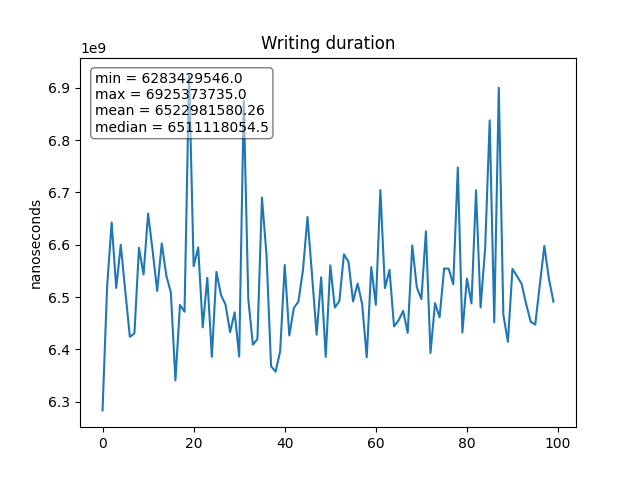 Writing duration
1e9
min = 6283429546.0
max = 6925373735.0
mean = 6522981580.26
median = 6511118054.5
nanoseconds
6.9
6.8
6.7
6.6
6.5
6.4
6.3
0 20 40 60 80 100